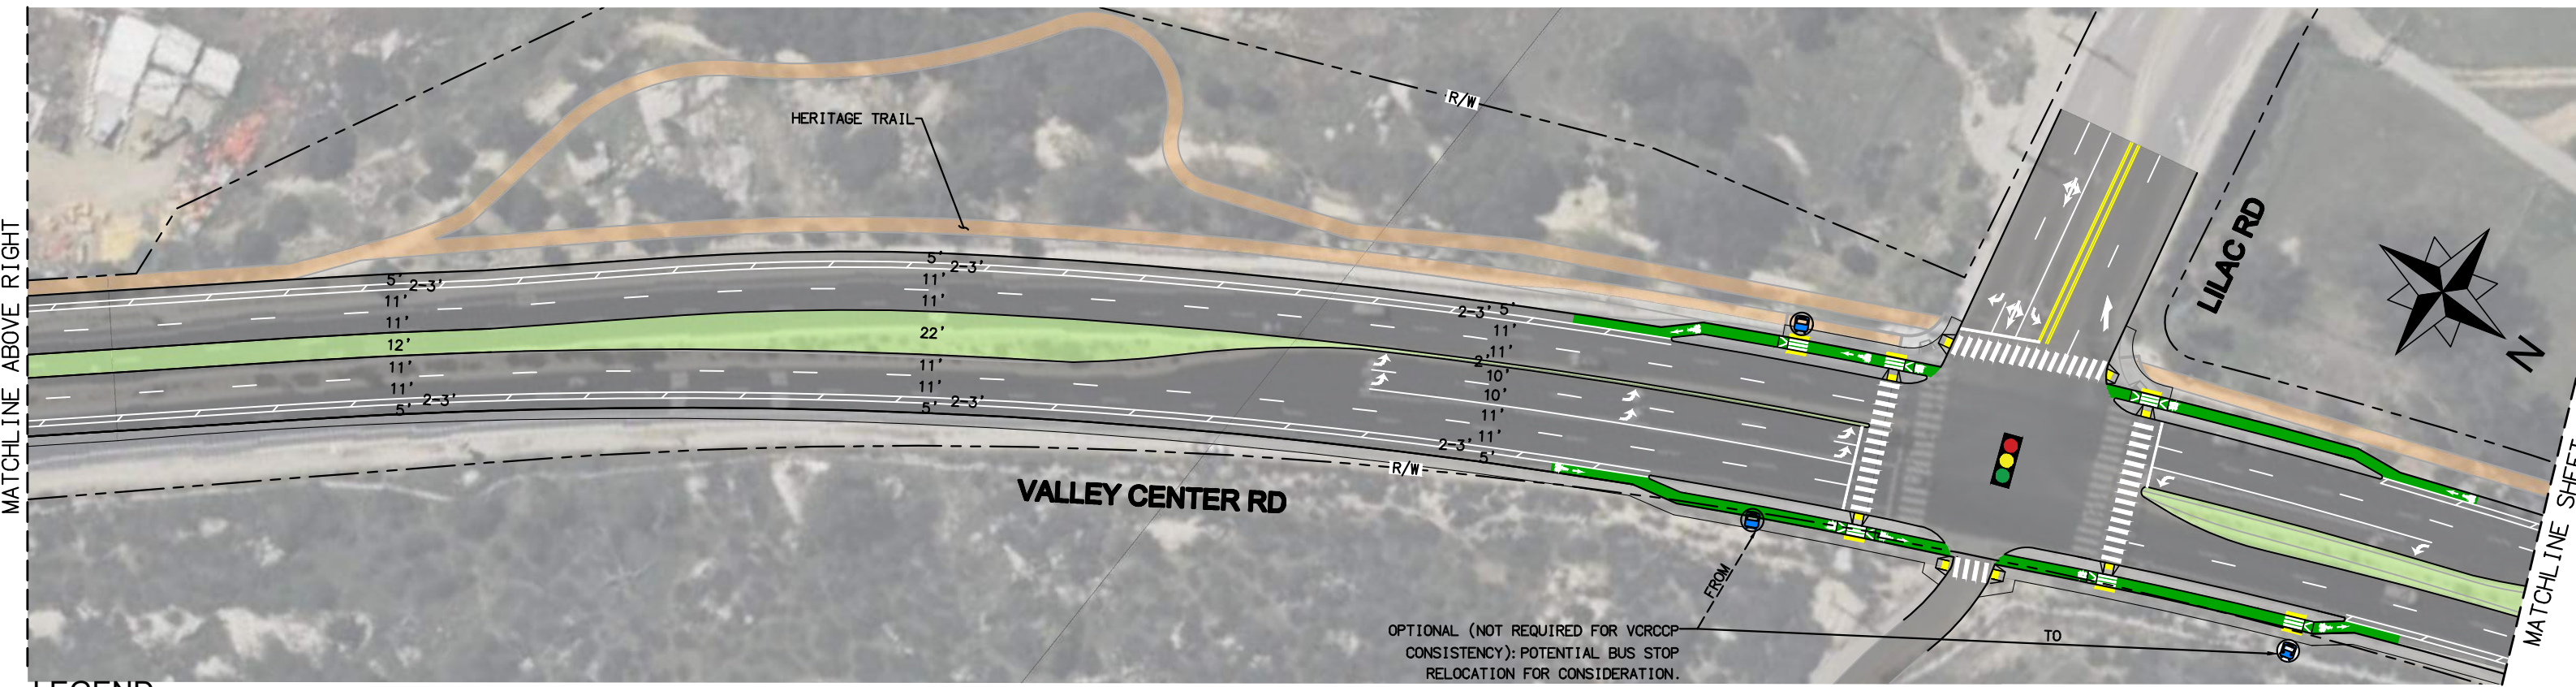 MATCHLINE ABOVE RIGHT
HERITAGE TRAIL
R/W
LILAC RD
N
5'
2-3'
11'
11'
12'
11'
11'
2-3'
5'
5'
2-3'
11'
11'
22'
11'
11'
2-3'
5'
2-3' 5'
11'
11'
2'
10'
10'
11'
11'
2-3'
5'
R/W
VALLEY CENTER RD
FROM
TO
OPTIONAL (NOT REQUIRED FOR VCRCCP
CONSISTENCY): POTENTIAL BUS STOP
RELOCATION FOR CONSIDERATION.
MATCHLINE SHEET
LEGEND